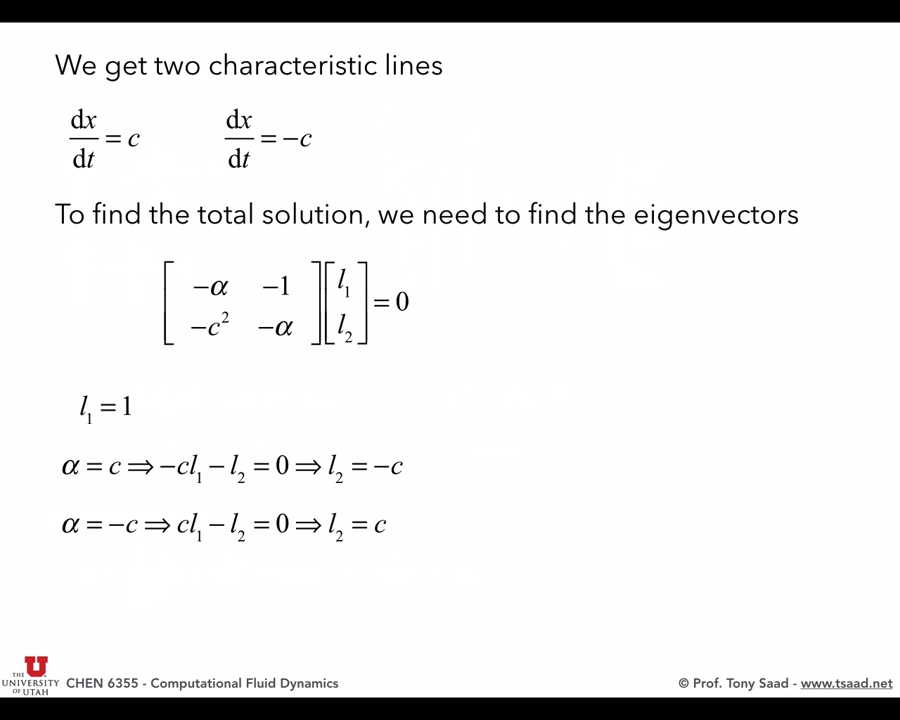 We get two characteristic lines
dx/dt = c    dx/dt = −c
To find the total solution, we need to find the eigenvectors
[ −α  −1 ; −c²  −α ] [ l₁ ; l₂ ] = 0
l₁ = 1
α = c ⇒ −cl₁ − l₂ = 0 ⇒ l₂ = −c
α = −c ⇒ cl₁ − l₂ = 0 ⇒ l₂ = c
THE UNIVERSITY OF UTAH
CHEN 6355 - Computational Fluid Dynamics
© Prof. Tony Saad - www.tsaad.net